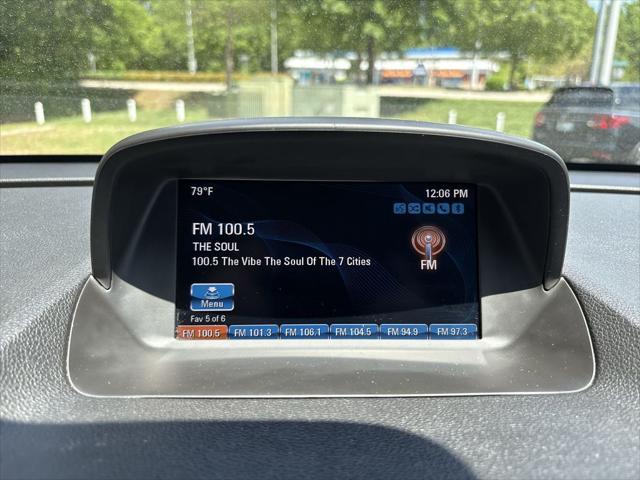 79°F 12:06 PM
FM 100.5
THE SOUL
100.5 The Vibe The Soul Of The 7 Cities
FM
Menu
Fav 5 of 6
FM 100.5 FM 101.3 FM 106.1 FM 104.5 FM 94.9 FM 97.3